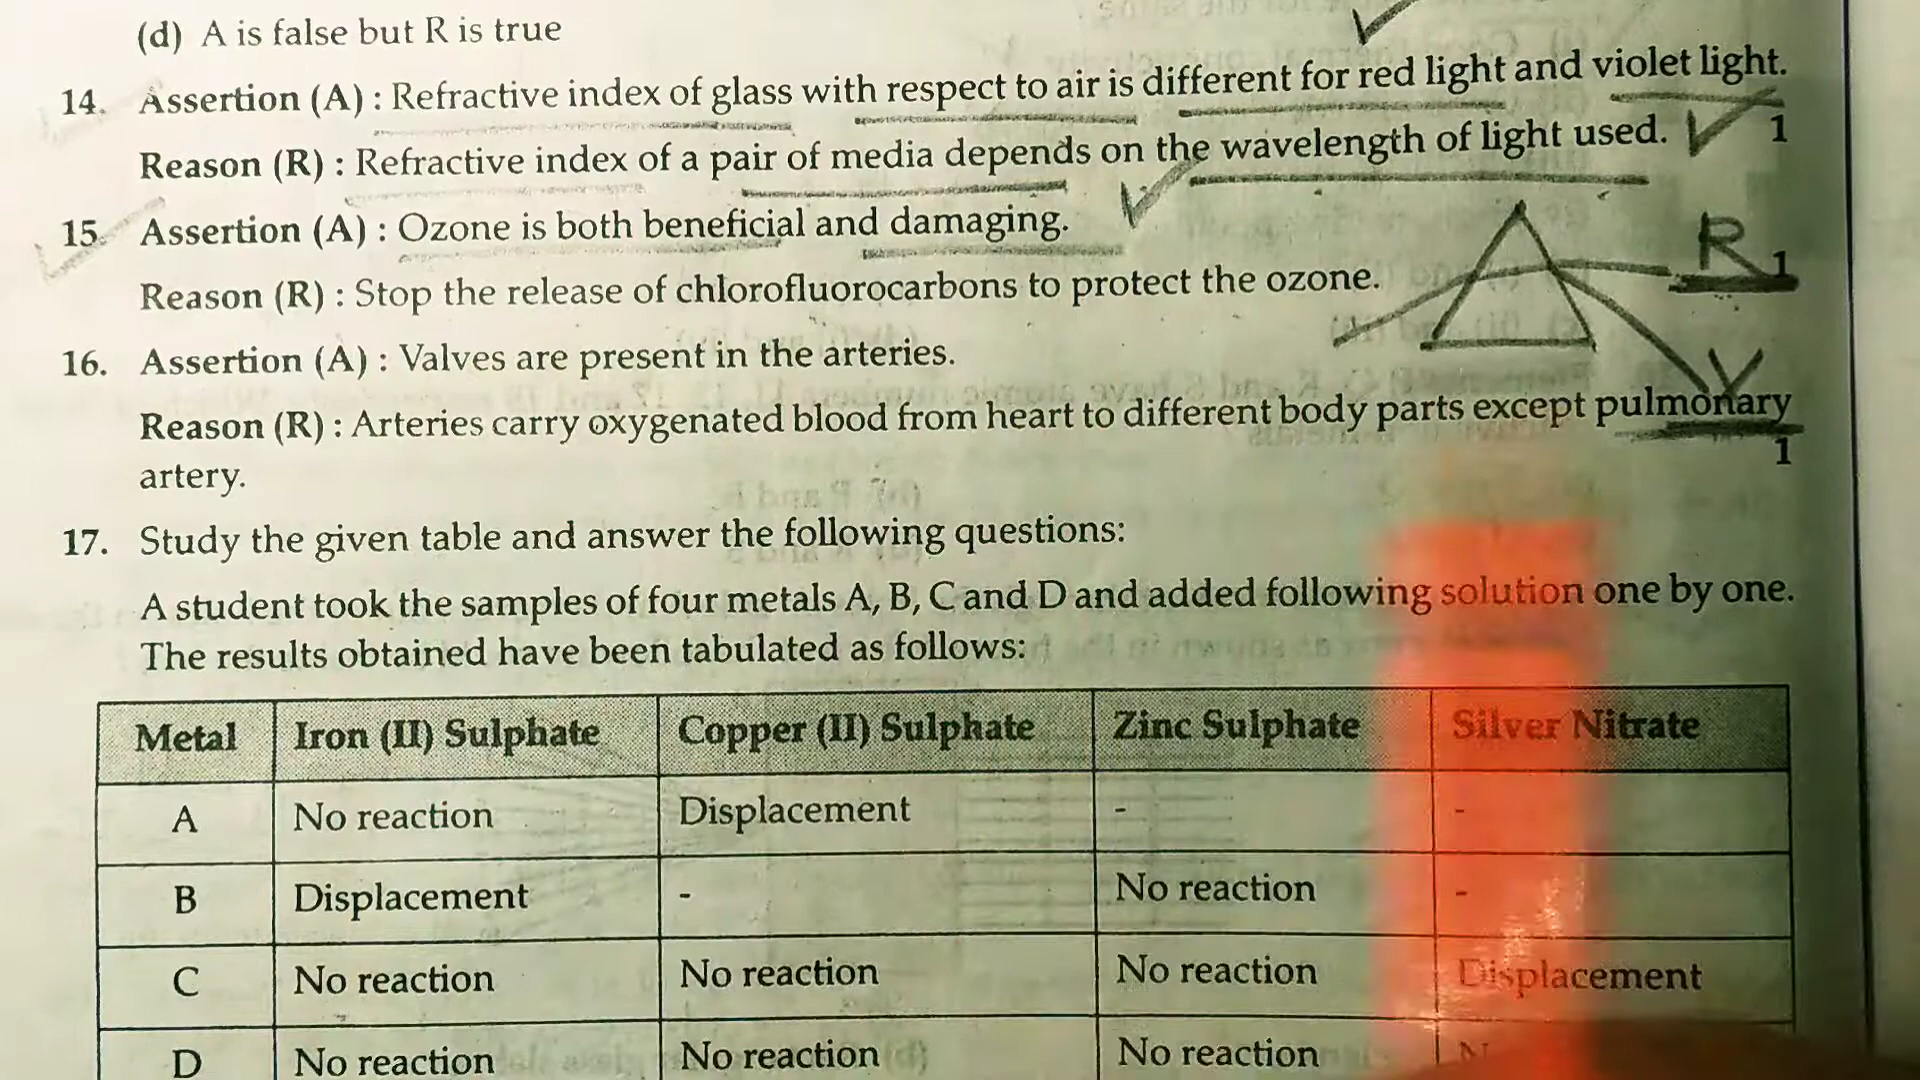 (d) A is false but R is true
14. Assertion (A) : Refractive index of glass with respect to air is different for red light and violet light.
Reason (R) : Refractive index of a pair of media depends on the wavelength of light used. 1
15. Assertion (A) : Ozone is both beneficial and damaging.
R 1
Reason (R) : Stop the release of chlorofluorocarbons to protect the ozone.
16. Assertion (A) : Valves are present in the arteries.
V
Reason (R) : Arteries carry oxygenated blood from heart to different body parts except pulmonary
artery. 1
17. Study the given table and answer the following questions:
A student took the samples of four metals A, B, C and D and added following solution one by one.
The results obtained have been tabulated as follows:
Metal Iron (II) Sulphate Copper (II) Sulphate Zinc Sulphate Silver Nitrate
A No reaction Displacement - -
B Displacement - No reaction -
C No reaction No reaction No reaction Displacement
D No reaction No reaction No reaction